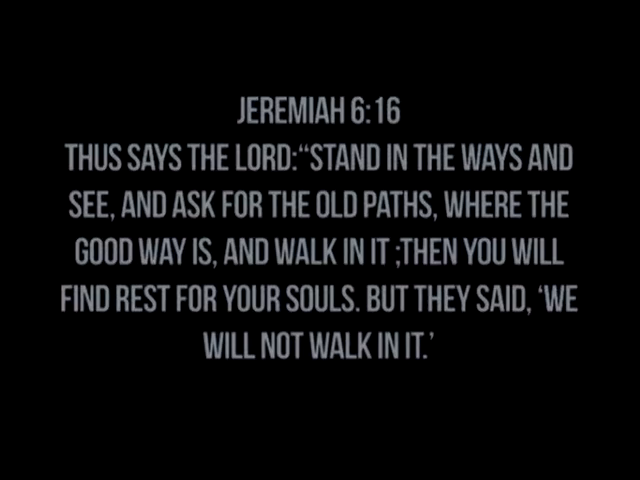 JEREMIAH 6:16
THUS SAYS THE LORD:“STAND IN THE WAYS AND
SEE, AND ASK FOR THE OLD PATHS, WHERE THE
GOOD WAY IS, AND WALK IN IT ;THEN YOU WILL
FIND REST FOR YOUR SOULS. BUT THEY SAID, ‘WE
WILL NOT WALK IN IT.’